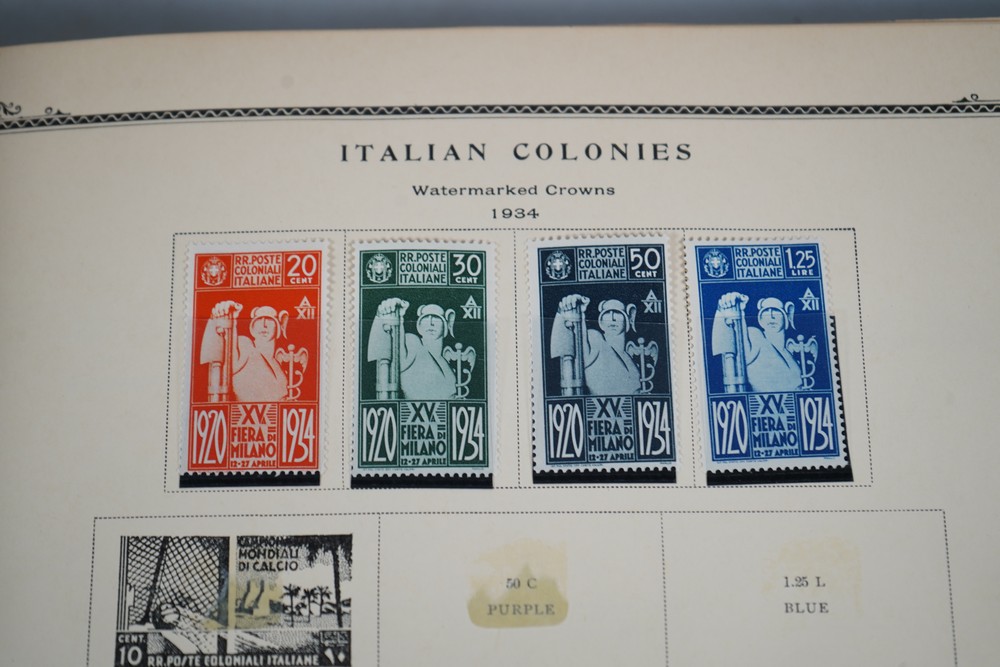 ITALIAN COLONIES
Watermarked Crowns
1934
RR.POSTE
COLONIALI
ITALIANE
20
CENT
XII
1920
XV
FIERA DI
MILANO
12-27 APRILE
1934
RR.POSTE
COLONIALI
ITALIANE
30
CENT
XII
1920
XV
FIERA DI
MILANO
12-27 APRILE
1934
RR.POSTE
COLONIALI
ITALIANE
50
CENT
XII
1920
XV
FIERA DI
MILANO
12-27 APRILE
1934
RR.POSTE
COLONIALI
ITALIANE
1.25
LIRE
XII
1920
XV
FIERA DI
MILANO
12-27 APRILE
1934
CAMPIONATI
MONDIALI
DI CALCIO
CENT.
10 RR.POSTE COLONIALI ITALIANE ١٠
50 C
PURPLE
1.25 L
BLUE